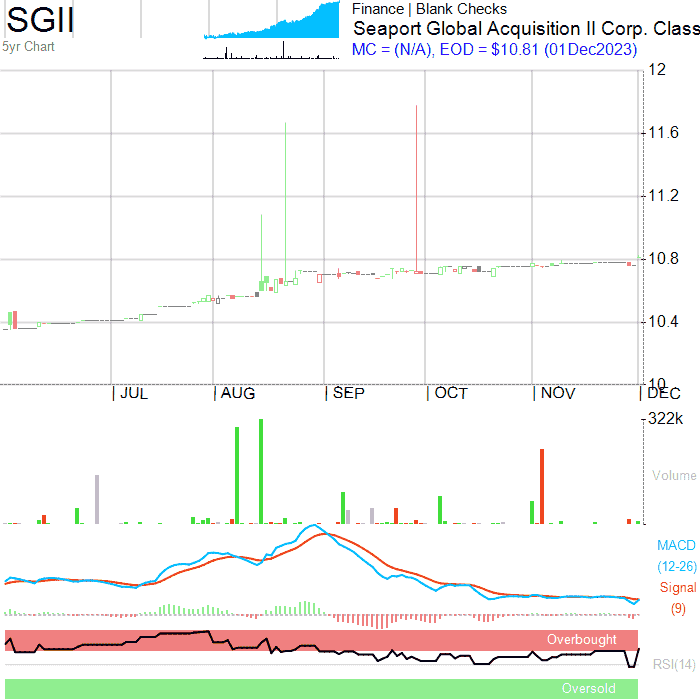 SGII
5yr Chart
Finance | Blank Checks
Seaport Global Acquisition II Corp. Class
MC = (N/A), EOD = $10.81 (01Dec2023)
12
11.6
11.2
10.8
10.4
10
JUL
AUG
SEP
OCT
NOV
DEC
322k
Volume
MACD
(12-26)
Signal
(9)
Overbought
RSI(14)
Oversold